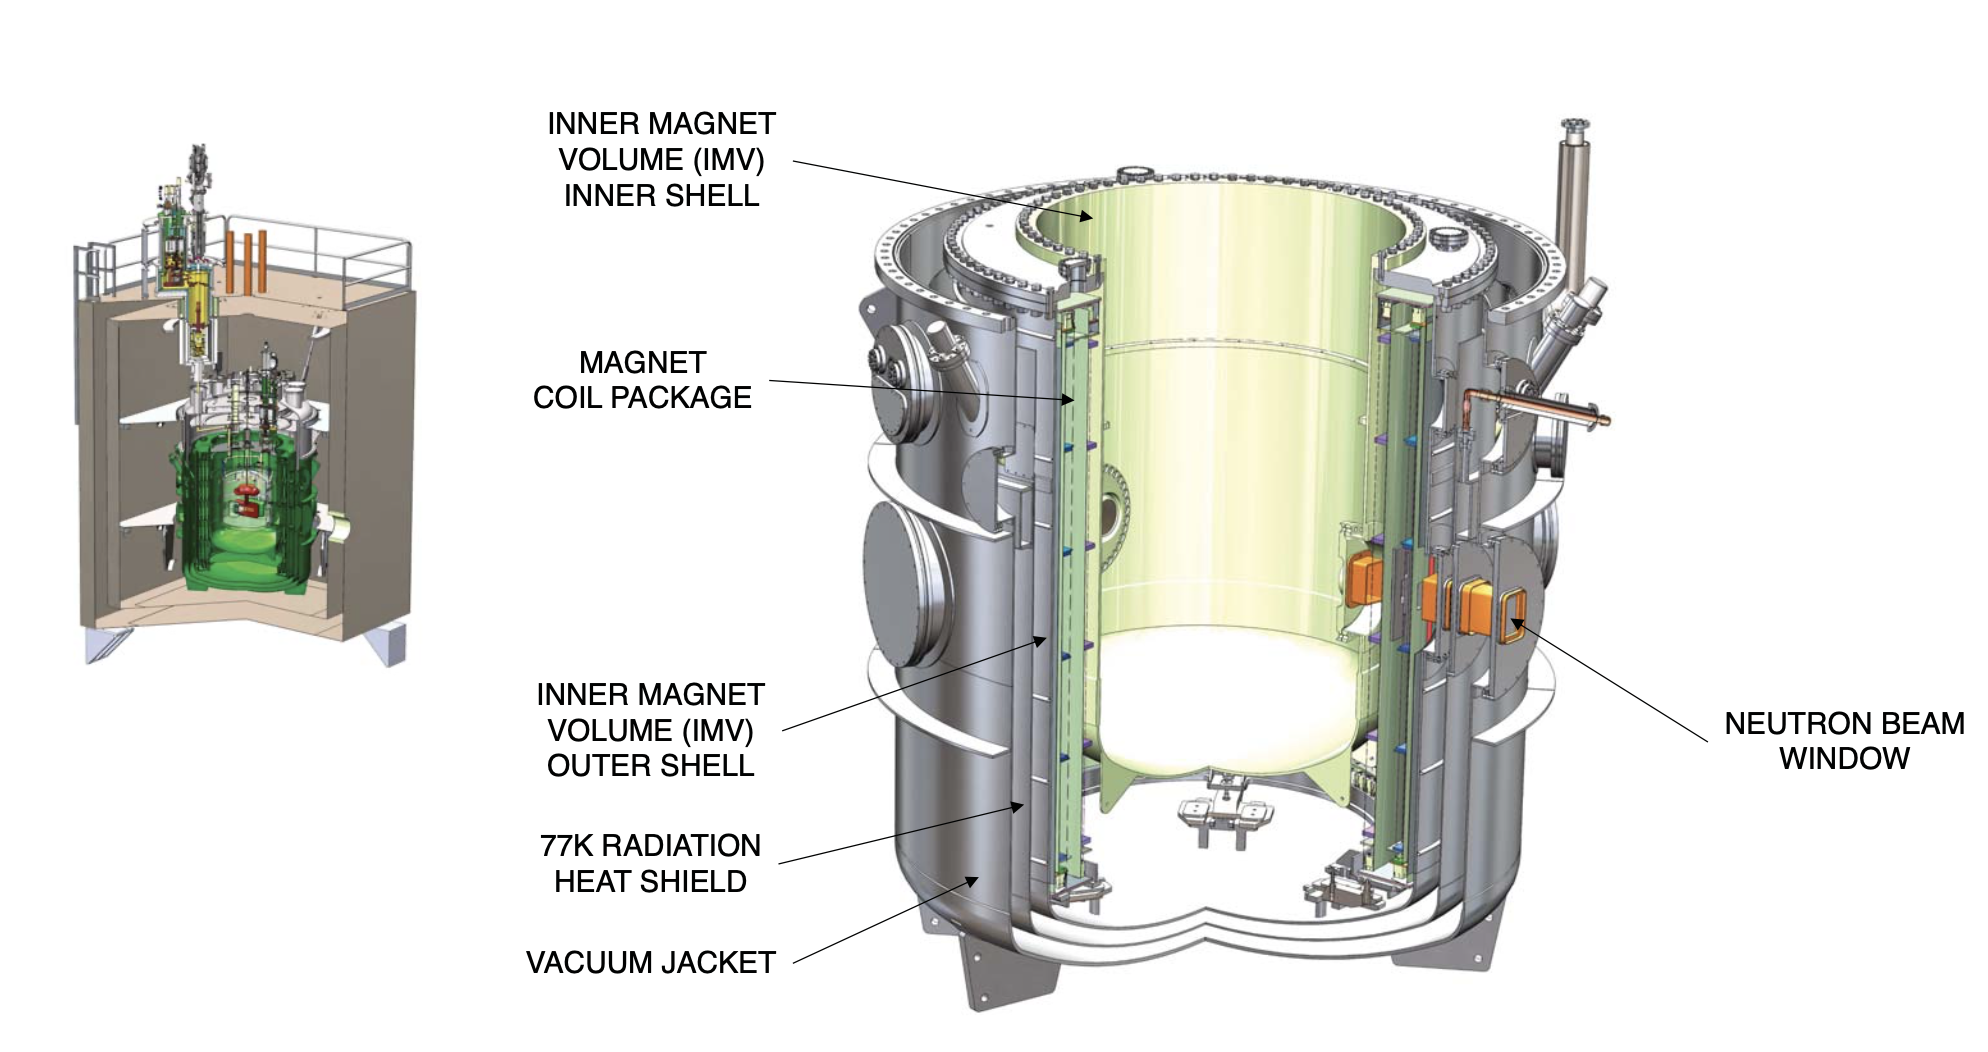 INNER MAGNET
VOLUME (IMV)
INNER SHELL
MAGNET
COIL PACKAGE
INNER MAGNET
VOLUME (IMV)
OUTER SHELL
77K RADIATION
HEAT SHIELD
VACUUM JACKET
NEUTRON BEAM
WINDOW